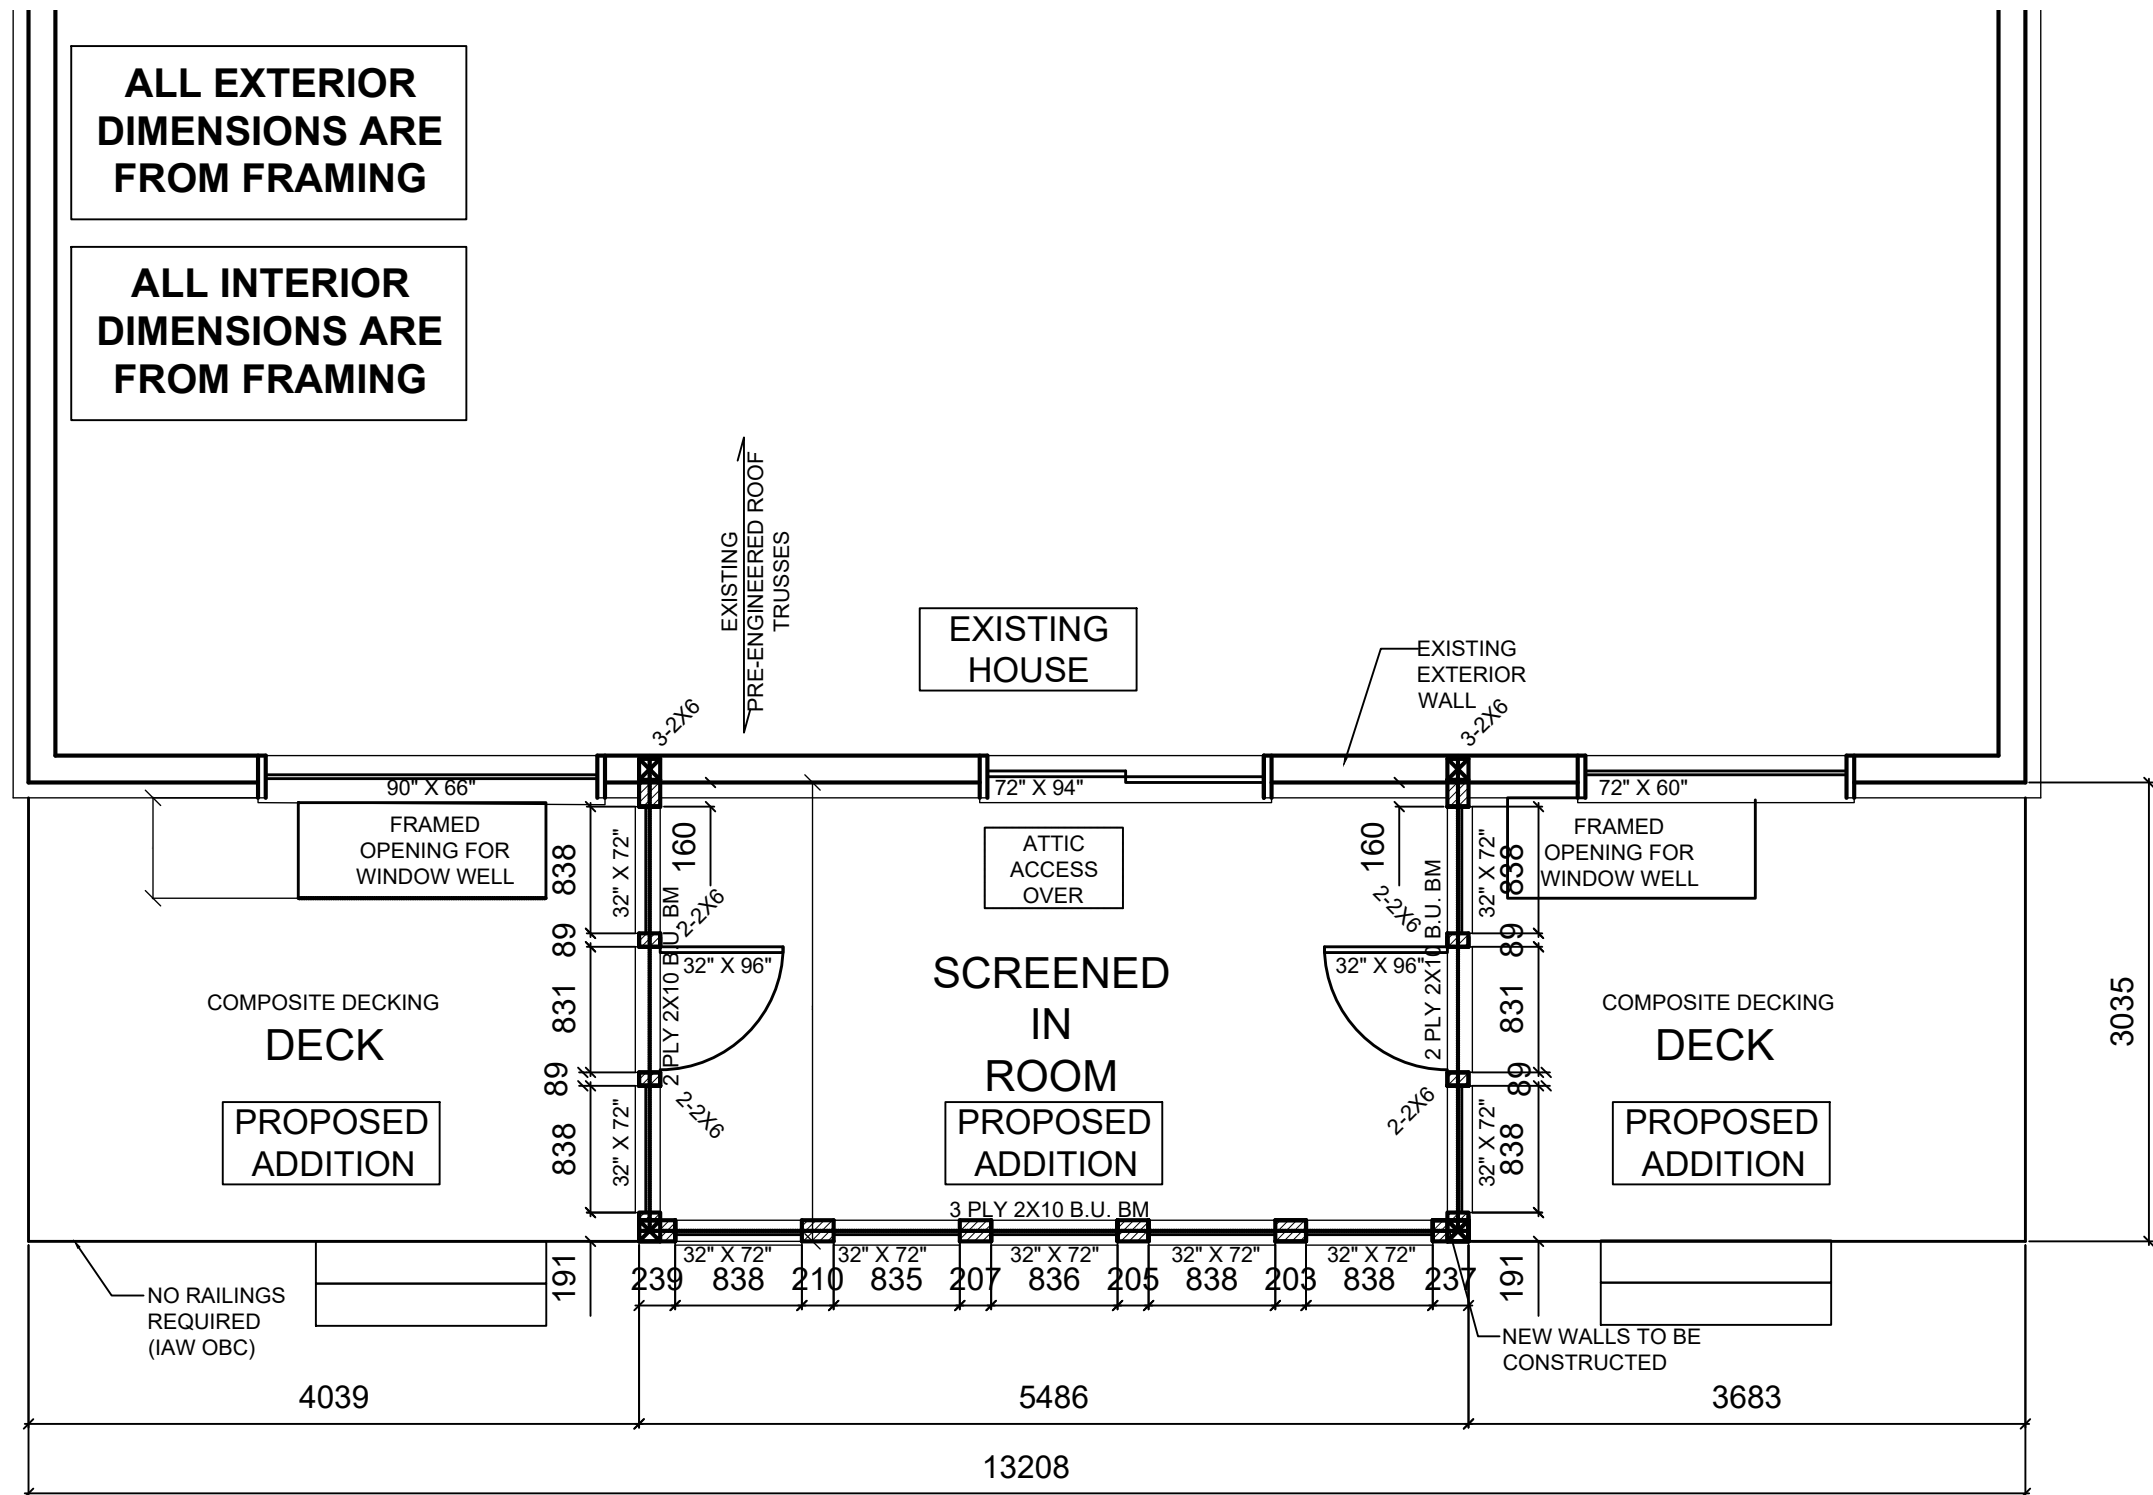 ALL EXTERIOR
DIMENSIONS ARE
FROM FRAMING
ALL INTERIOR
DIMENSIONS ARE
FROM FRAMING
EXISTING
PRE-ENGINEERED ROOF
TRUSSES
EXISTING
HOUSE
EXISTING
EXTERIOR
WALL
3-2X6
3-2X6
90" X 66"
72" X 94"
72" X 60"
FRAMED
OPENING FOR
WINDOW WELL
838
32" X 72"
160
ATTIC
ACCESS
OVER
160
32" X 72"
838
FRAMED
OPENING FOR
WINDOW WELL
2-2X6
2-2X6
89
89
2 PLY 2X10 B.U. BM
2 PLY 2X10 B.U. BM
32" X 96"
32" X 96"
SCREENED
IN
ROOM
COMPOSITE DECKING
DECK
831
831
COMPOSITE DECKING
DECK
3035
89
89
2-2X6
2-2X6
PROPOSED
ADDITION
838
32" X 72"
PROPOSED
ADDITION
32" X 72"
838
PROPOSED
ADDITION
3 PLY 2X10 B.U. BM
32" X 72"
32" X 72"
32" X 72"
32" X 72"
32" X 72"
191
239
838
210
835
207
836
205
838
203
838
237
191
NO RAILINGS
REQUIRED
(IAW OBC)
NEW WALLS TO BE
CONSTRUCTED
4039
5486
3683
13208